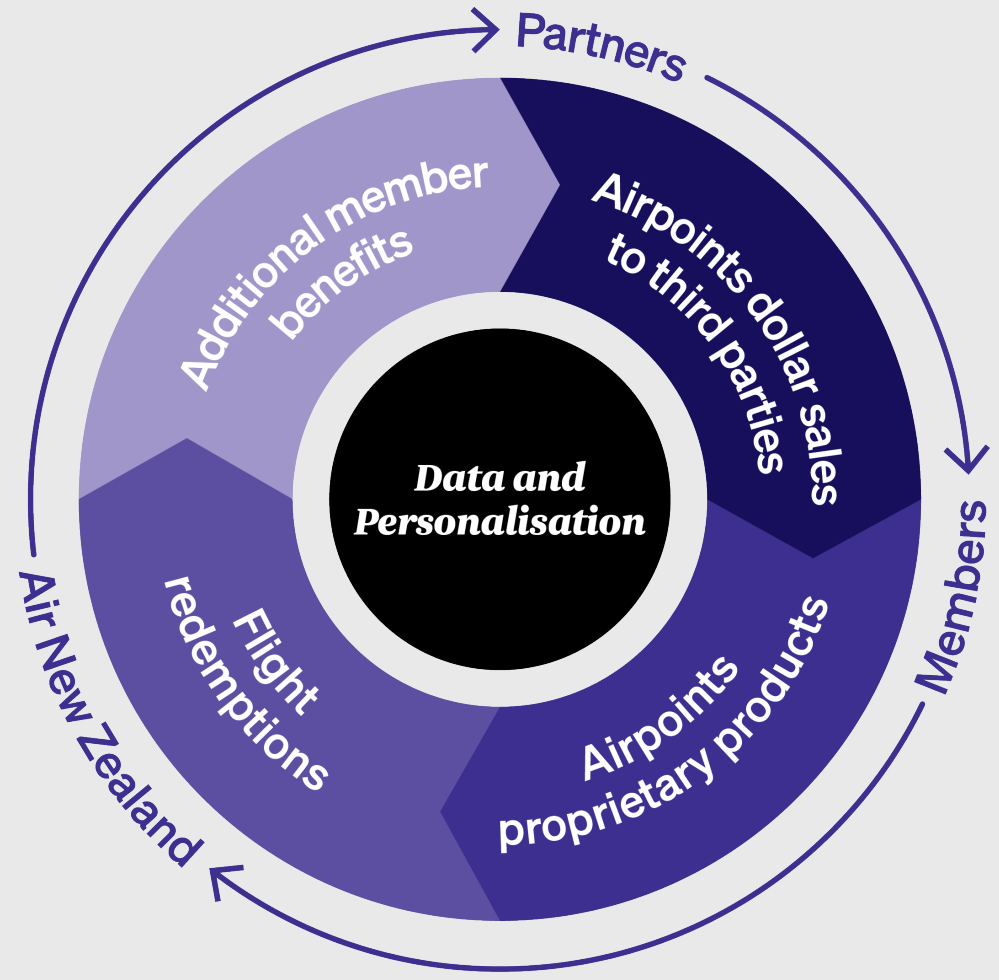 Partners
Airpoints dollar sales
to third parties
Members
Airpoints
proprietary products
Air New Zealand
Flight
redemptions
Additional member
benefits
Data and
Personalisation